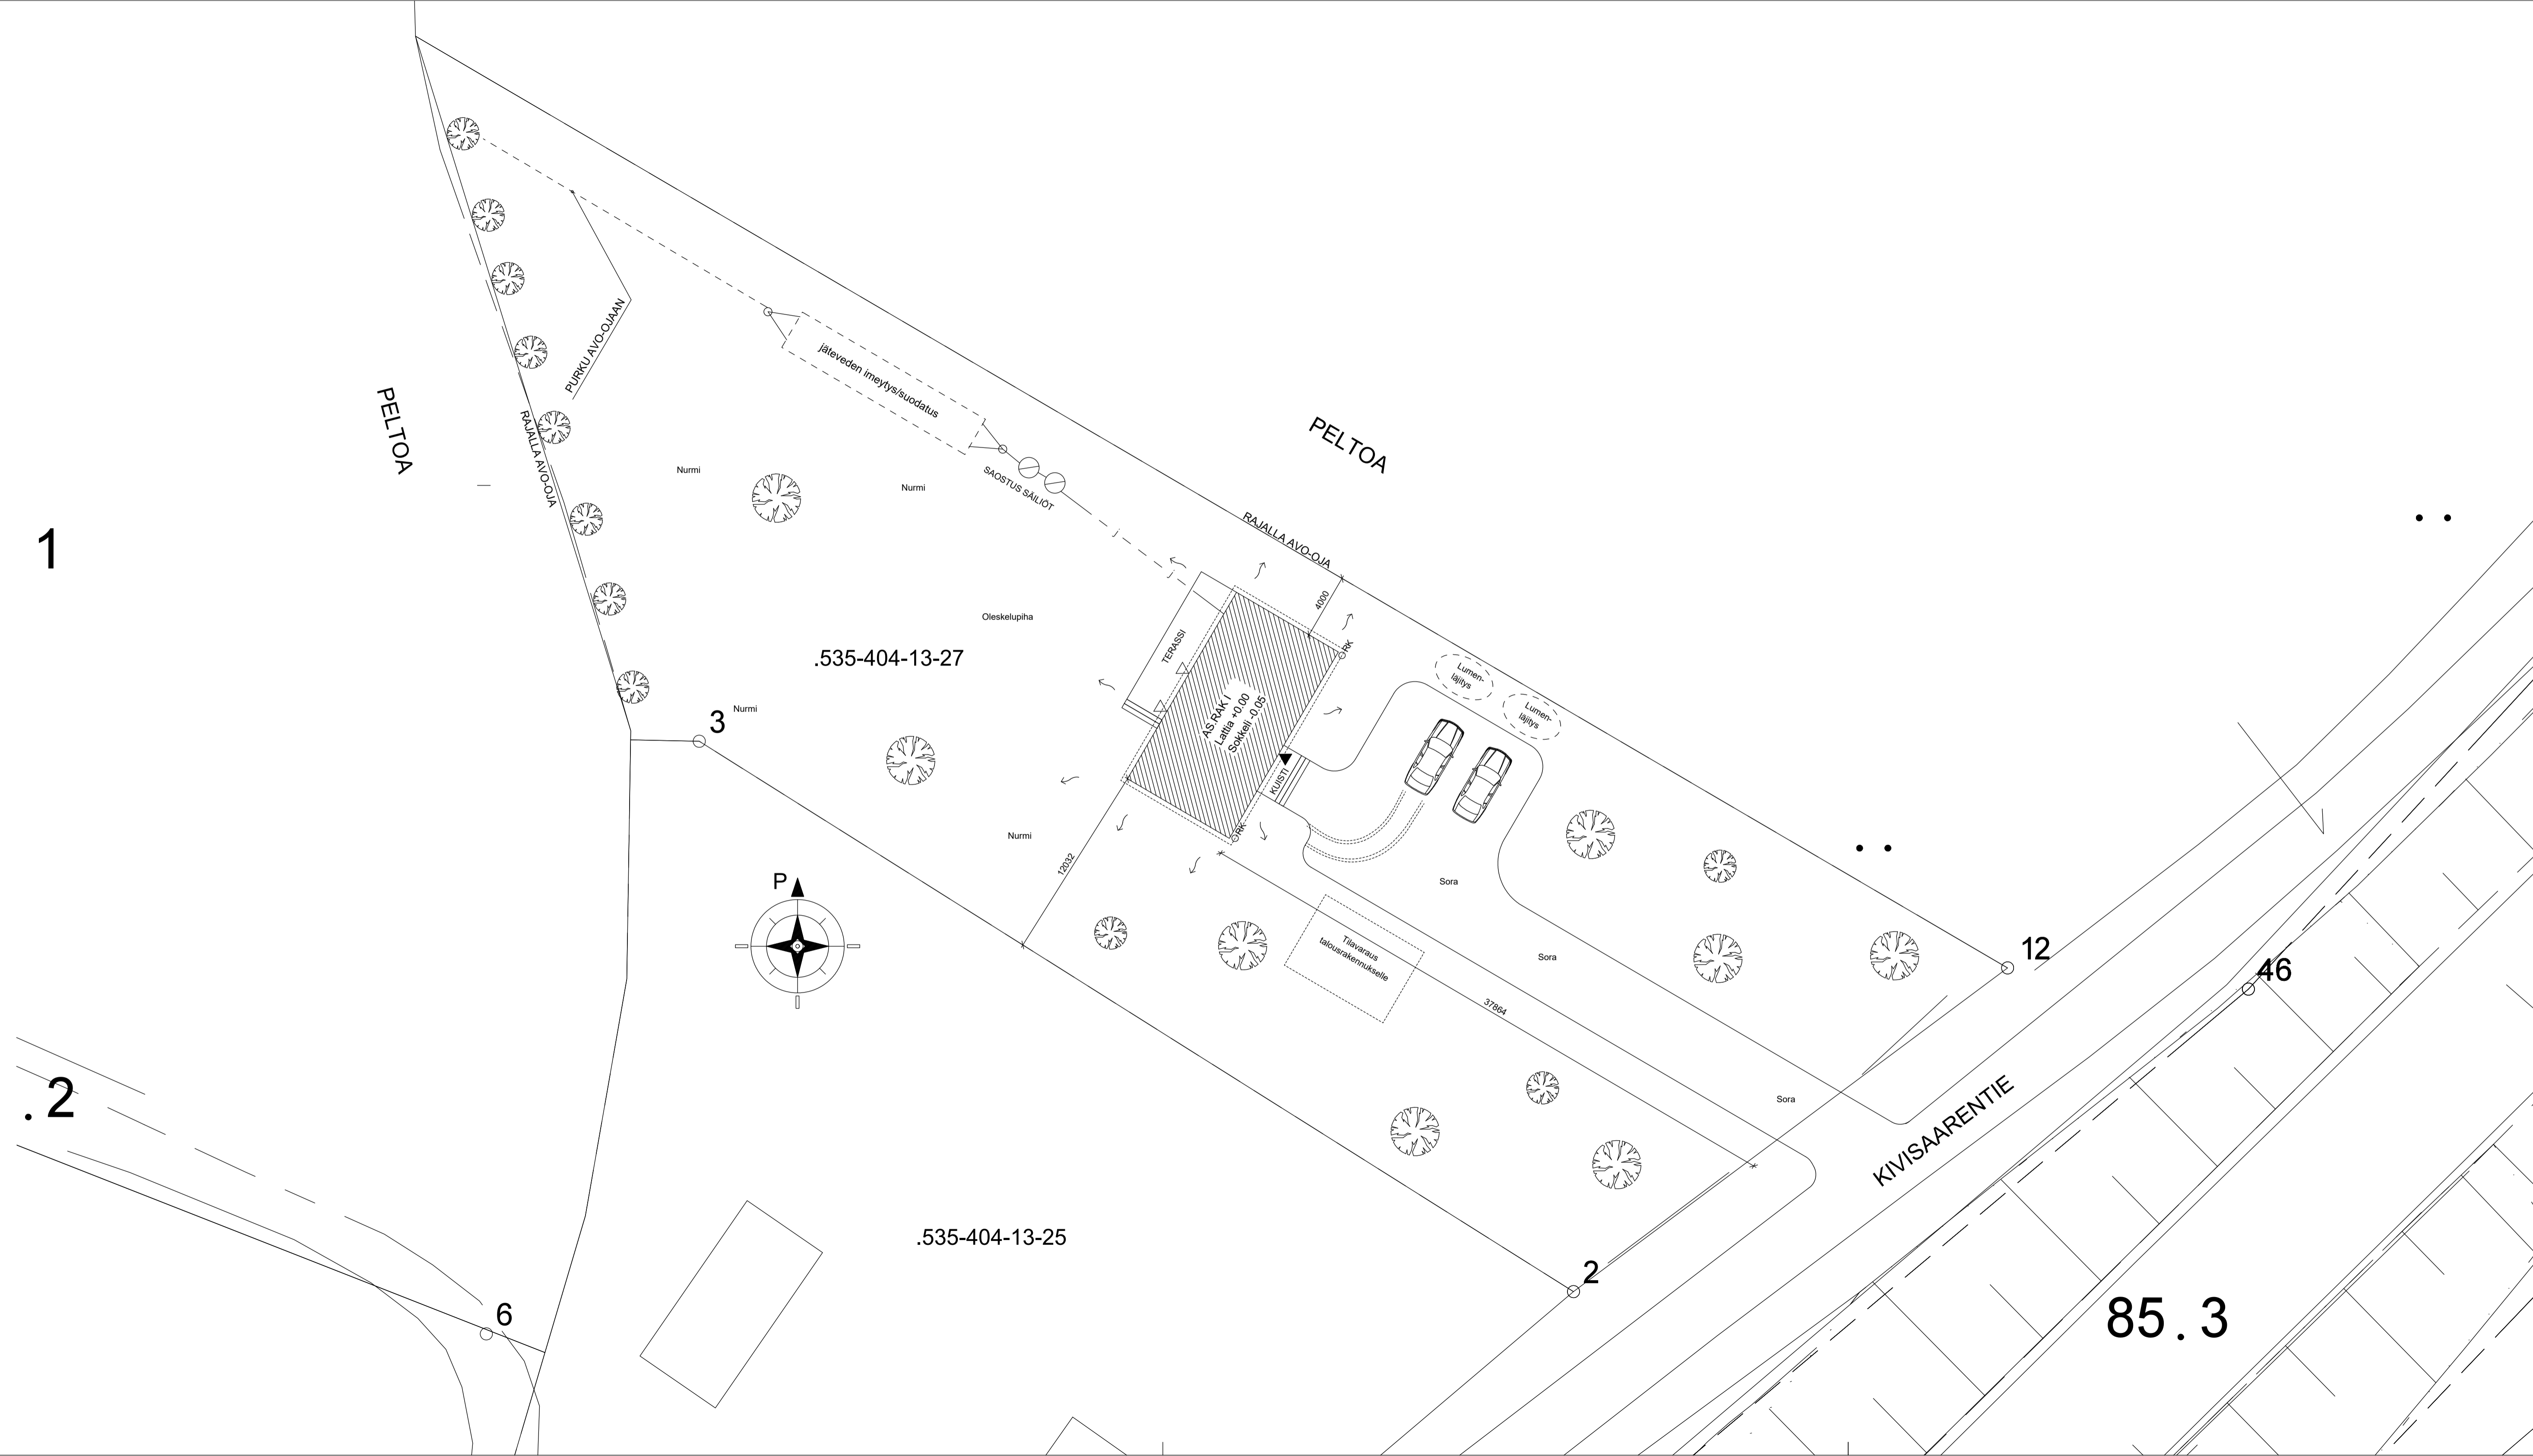 PURKU AVO-OJAAN
jäteveden imeytys/suodatus
PELTOA
RAJALLA AVO-OJA
PELTOA
Nurmi
Nurmi
SAOSTUS SÄILIÖT
1
j
RAJALLA AVO-OJA
j
4000
Oleskelupiha
TERASSI
RK
.535-404-13-27
Lumen-
läjitys
Lumen-
läjitys
AS.RAK I
Lattia +0.00
Sokkeli -0.05
3
Nurmi
KUISTI
Nurmi
RK
12032
P
Sora
Tilavaraus
talousrakennukselle
Sora
12
46
37864
.2
Sora
KIVISAARENTIE
.535-404-13-25
2
6
85.3